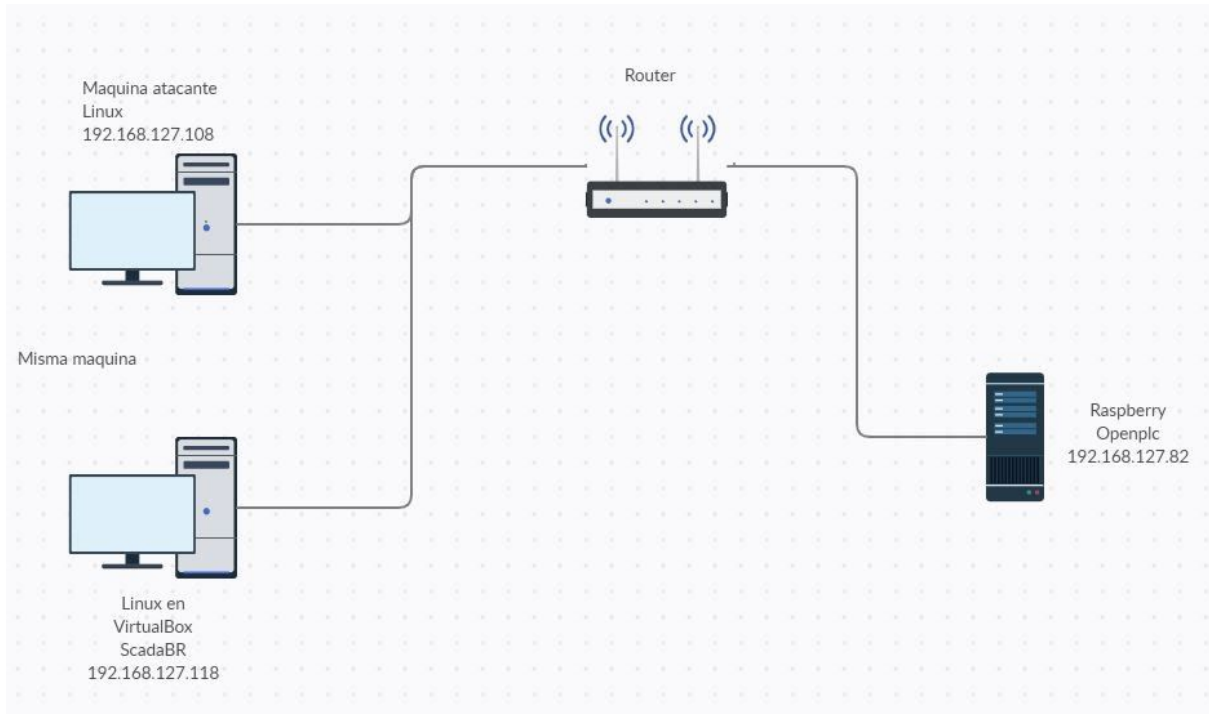 Maquina atacante
Linux
192.168.127.108
Router
Misma maquina
Raspberry
Openplc
192.168.127.82
Linux en
VirtualBox
ScadaBR
192.168.127.118